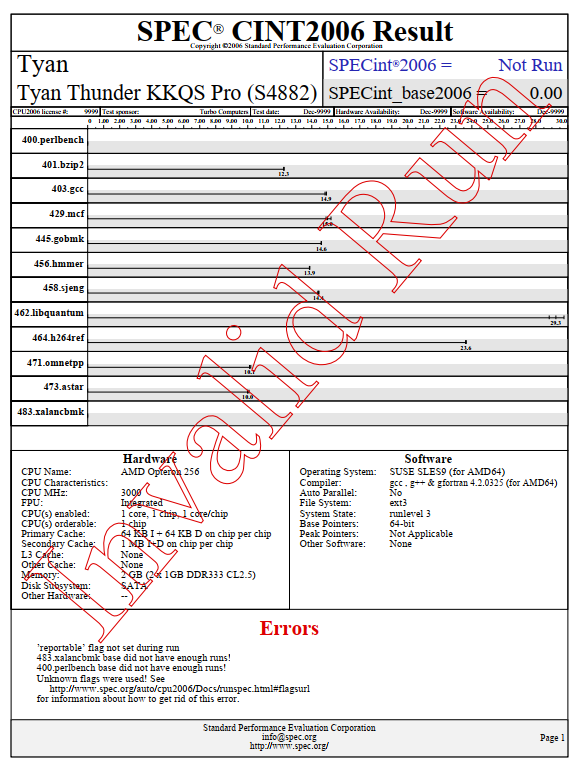 SPEC® CINT2006 Result
Copyright ©2006 Standard Performance Evaluation Corporation
Tyan
Tyan Thunder KKQS Pro (S4882)
SPECint®2006 = Not Run
SPECint_base2006 = 0.00
CPU2006 license #: 9999 Test sponsor: Turbo Computers Test date: Dec-9999 Hardware Availability: Dec-9999 Software Availability: Dec-9999
0 1.00 2.00 3.00 4.00 5.00 6.00 7.00 8.00 9.00 10.0 11.0 12.0 13.0 14.0 15.0 16.0 17.0 18.0 19.0 20.0 21.0 22.0 23.0 24.0 25.0 26.0 27.0 28.0 30.0
400.perlbench
401.bzip2
12.3
403.gcc
14.9
429.mcf
15.0
445.gobmk
14.6
456.hmmer
13.9
458.sjeng
14.4
462.libquantum
29.3
464.h264ref
23.6
471.omnetpp
10.1
473.astar
10.0
483.xalancbmk
Invalid Run
Hardware
CPU Name: AMD Opteron 256
CPU Characteristics:
CPU MHz: 3000
FPU: Integrated
CPU(s) enabled: 1 core, 1 chip, 1 core/chip
CPU(s) orderable: 1 chip
Primary Cache: 64 KB I + 64 KB D on chip per chip
Secondary Cache: 1 MB I+D on chip per chip
L3 Cache: None
Other Cache: None
Memory: 2 GB (2 x 1GB DDR333 CL2.5)
Disk Subsystem: SATA
Other Hardware: --
Software
Operating System: SUSE SLES9 (for AMD64)
Compiler: gcc , g++ & gfortran 4.2.0325 (for AMD64)
Auto Parallel: No
File System: ext3
System State: runlevel 3
Base Pointers: 64-bit
Peak Pointers: Not Applicable
Other Software: None
Errors
'reportable' flag not set during run
483.xalancbmk base did not have enough runs!
400.perlbench base did not have enough runs!
Unknown flags were used! See
http://www.spec.org/auto/cpu2006/Docs/runspec.html#flagsurl
for information about how to get rid of this error.
Standard Performance Evaluation Corporation
info@spec.org
http://www.spec.org/
Page 1